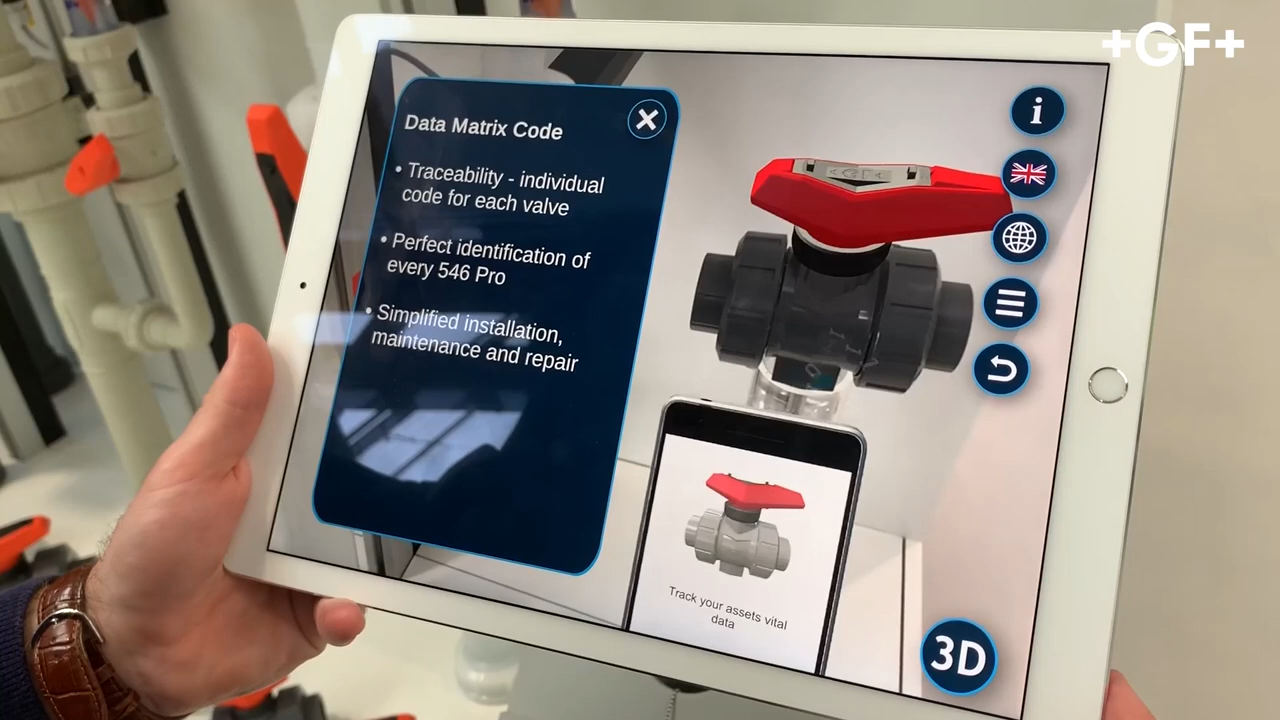 +GF+
Data Matrix Code
• Traceability - individual
code for each valve
• Perfect identification of
every 546 Pro
• Simplified installation,
maintenance and repair
i
Track your assets vital
data
3D